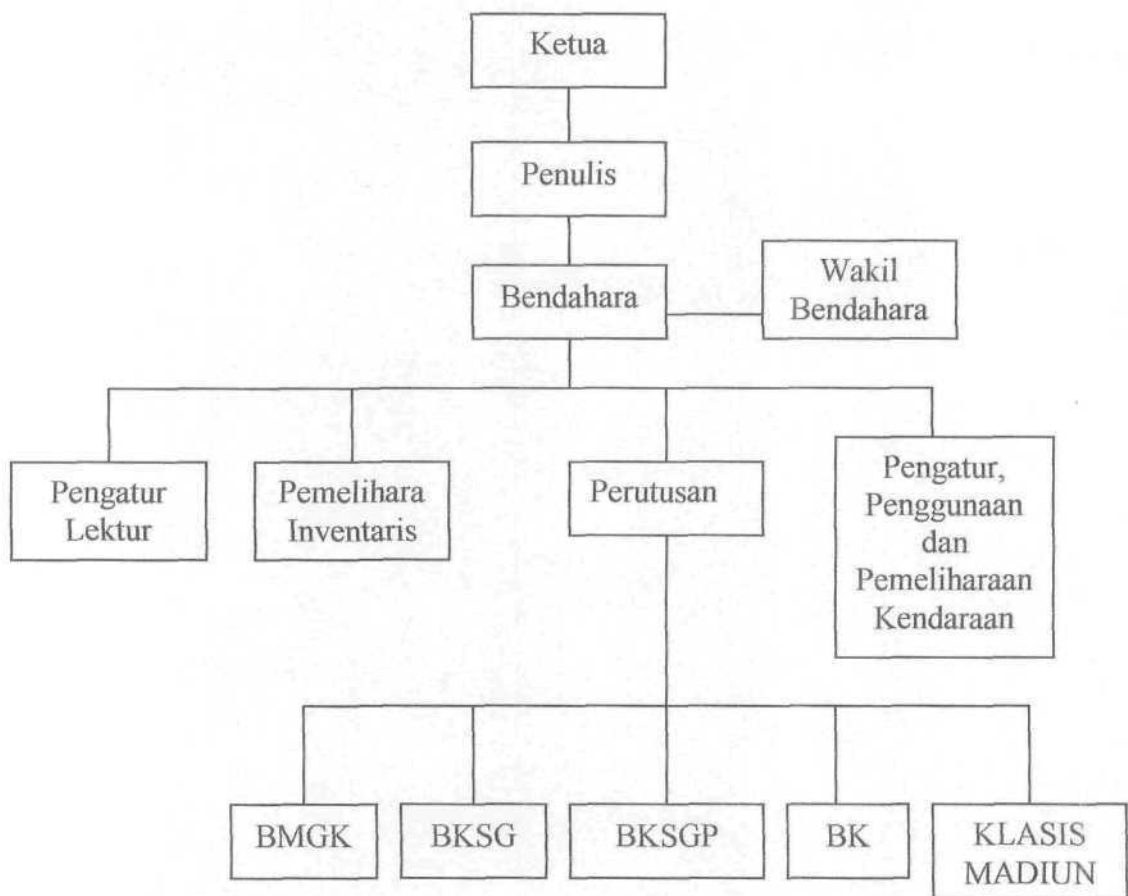 Ketua
Penulis
Bendahara
Wakil
Bendahara
Pengatur
Lektur
Pemelihara
Inventaris
Perutusan
Pengatur,
Penggunaan
dan
Pemeliharaan
Kendaraan
BMGK
BKSG
BKSGP
BK
KLASIS
MADIUN